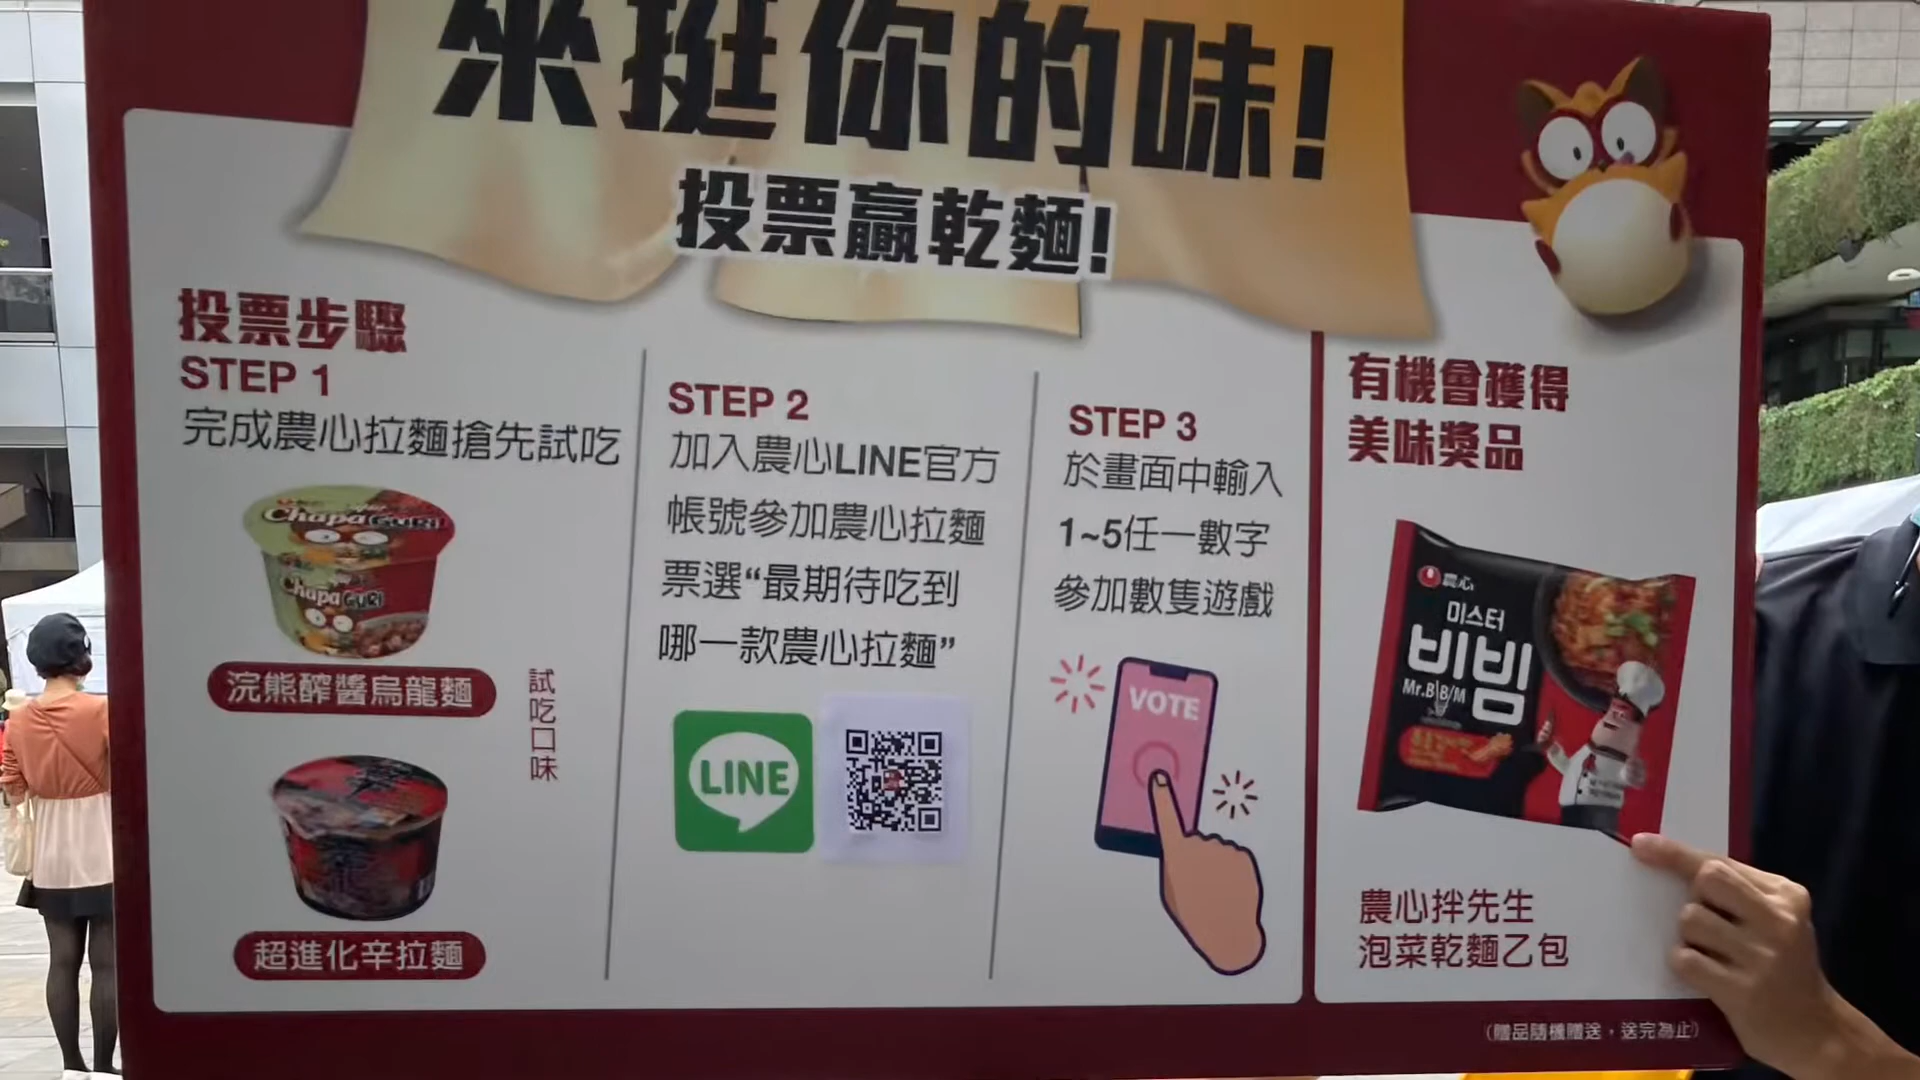 來挺你的味!
投票贏乾麵!
投票步驟
STEP 1
完成農心拉麵搶先試吃
ChapaGURI
ChapaGURI
浣熊醡醬烏龍麵
試吃口味
超進化辛拉麵
STEP 2
加入農心LINE官方
帳號參加農心拉麵
票選“最期待吃到
哪一款農心拉麵”
LINE
STEP 3
於畫面中輸入
1~5任一數字
參加數隻遊戲
VOTE
有機會獲得
美味獎品
農心
미스터
비빔
Mr.BIBIM
農心拌先生
泡菜乾麵乙包
(贈品隨機贈送，送完為止)